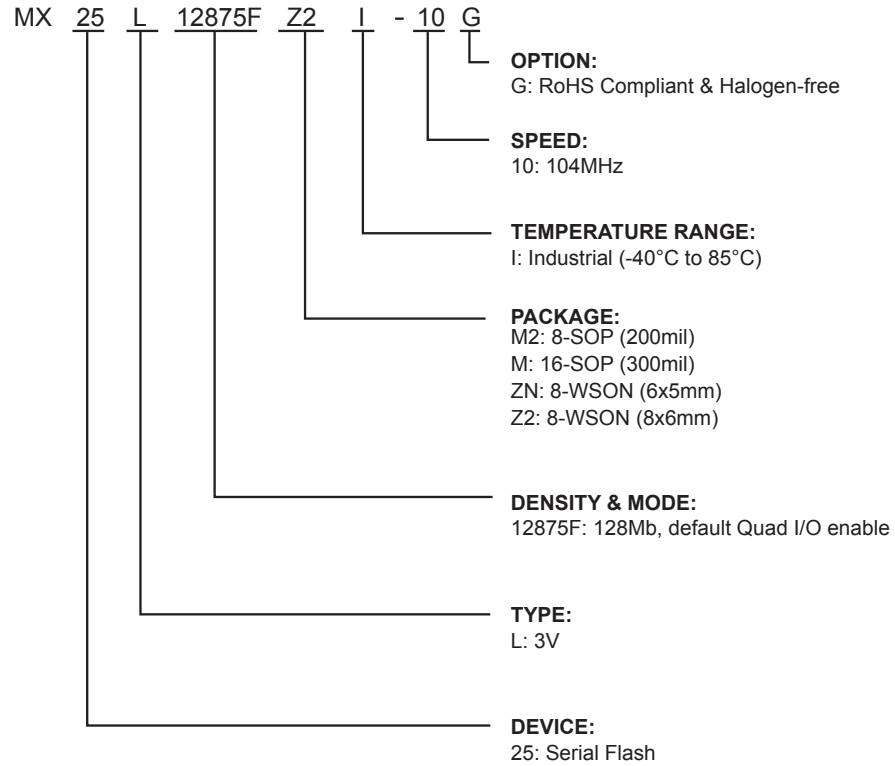 MX 25 L 12875F Z2 I - 10 G
OPTION:
G: RoHS Compliant & Halogen-free
SPEED:
10: 104MHz
TEMPERATURE RANGE:
I: Industrial (-40°C to 85°C)
PACKAGE:
M2: 8-SOP (200mil)
M: 16-SOP (300mil)
ZN: 8-WSON (6x5mm)
Z2: 8-WSON (8x6mm)
DENSITY & MODE:
12875F: 128Mb, default Quad I/O enable
TYPE:
L: 3V
DEVICE:
25: Serial Flash